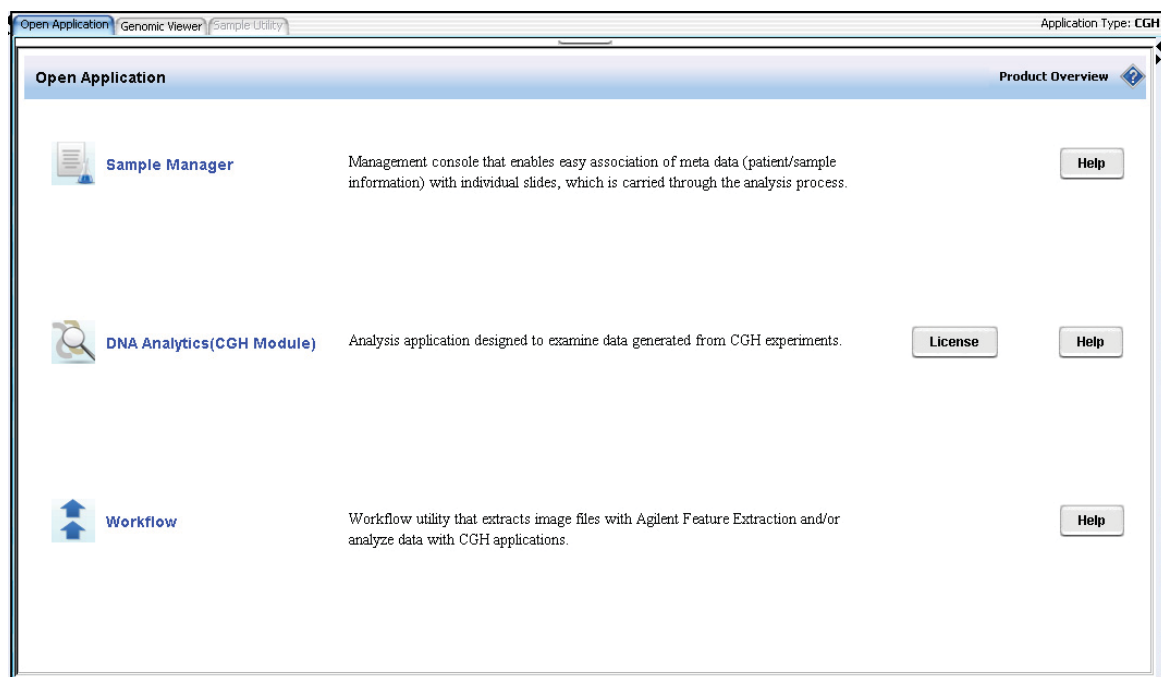 Open Application Genomic Viewer Sample Utility Application Type: CGH
Open Application Product Overview ?
Sample Manager
Management console that enables easy association of meta data (patient/sample
information) with individual slides, which is carried through the analysis process.
Help
DNA Analytics(CGH Module)
Analysis application designed to examine data generated from CGH experiments.
License Help
Workflow
Workflow utility that extracts image files with Agilent Feature Extraction and/or
analyze data with CGH applications.
Help